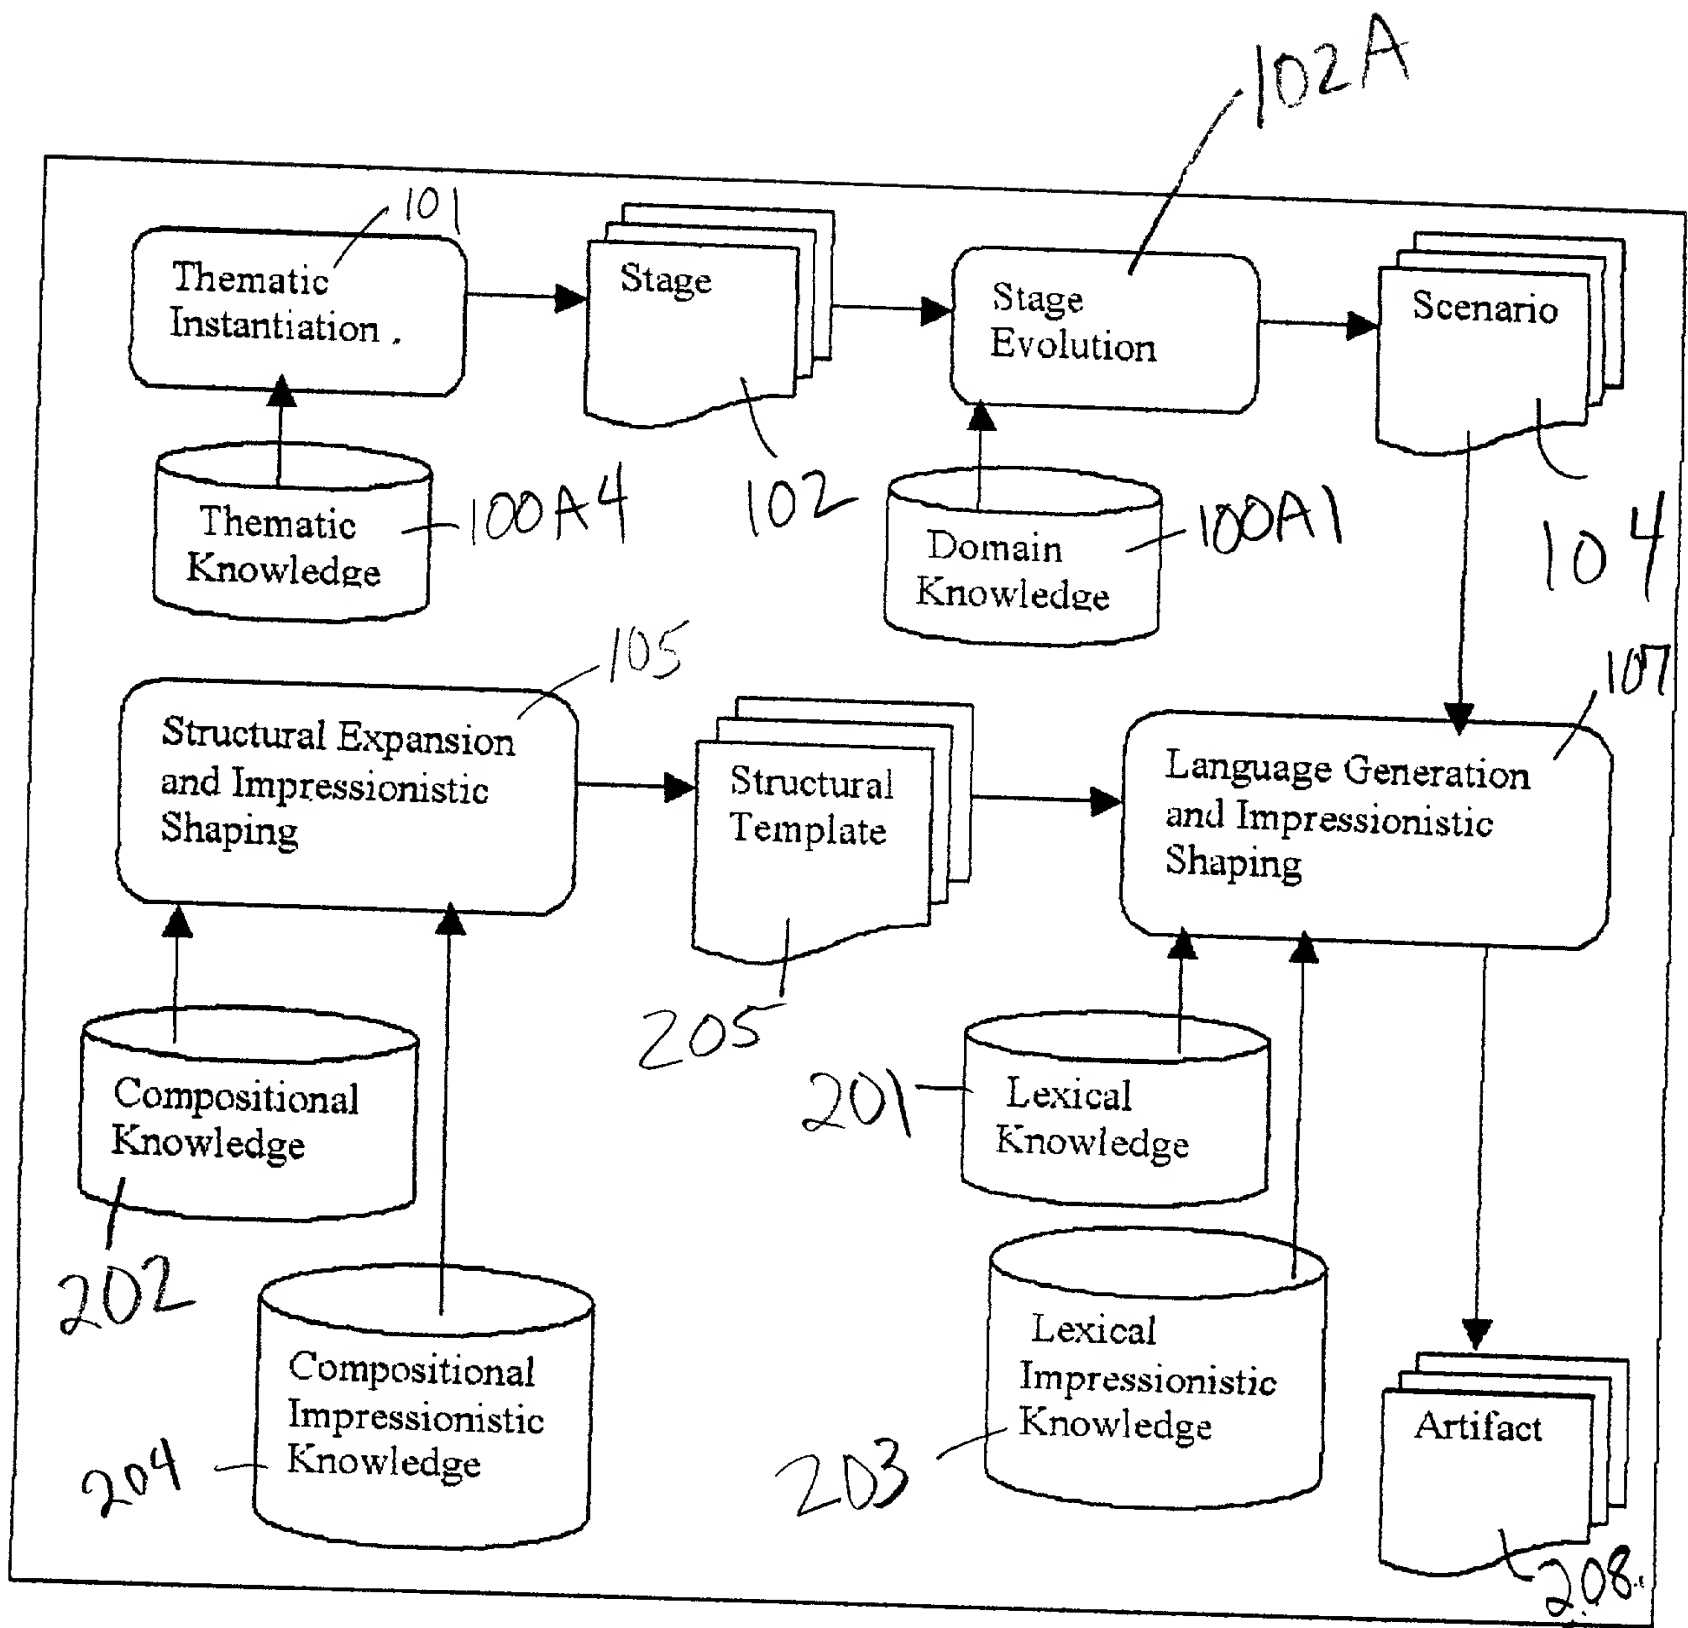 102A
101
Thematic
Instantiation .
Stage
Stage
Evolution
Scenario
Thematic
Knowledge
100A4
102
Domain
Knowledge
100A1
104
105
107
Structural Expansion
and Impressionistic
Shaping
Structural
Template
Language Generation
and Impressionistic
Shaping
205
Compositional
Knowledge
201
Lexical
Knowledge
202
Compositional
Impressionistic
Knowledge
204
Lexical
Impressionistic
Knowledge
203
Artifact
208